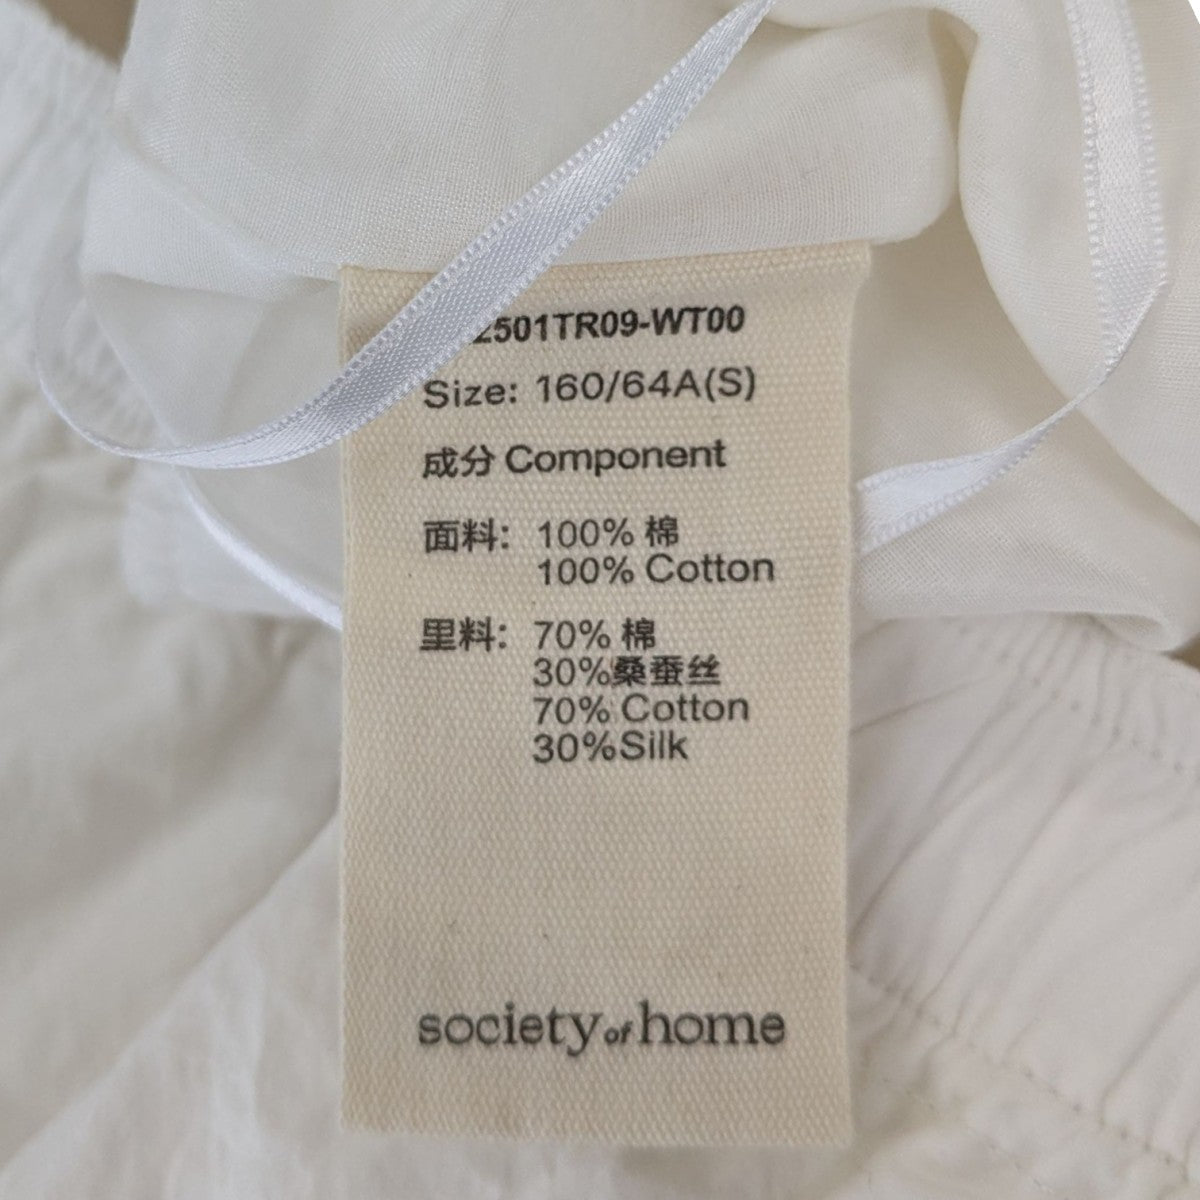 2501TR09-WT00
Size: 160/64A(S)
成分 Component
面料: 100% 棉
100% Cotton
里料: 70% 棉
30%桑蚕丝
70% Cotton
30%Silk
society of home